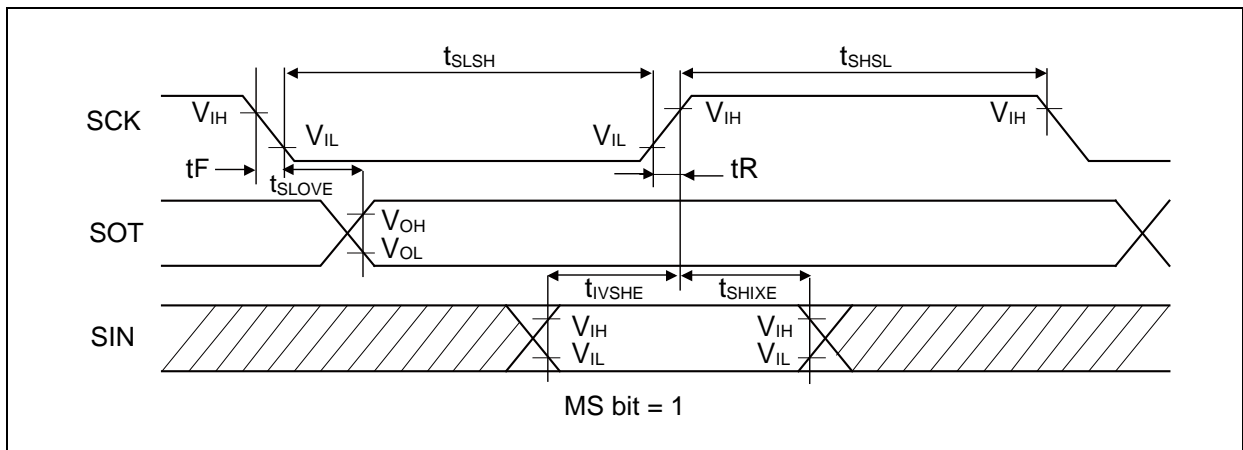 tSLSH
tSHSL
SCK
VIH
VIL
VIL
VIH
VIH
tF
tR
tSLOVE
SOT
VOH
VOL
tIVSHE
tSHIXE
SIN
VIH
VIH
VIL
VIL
MS bit = 1